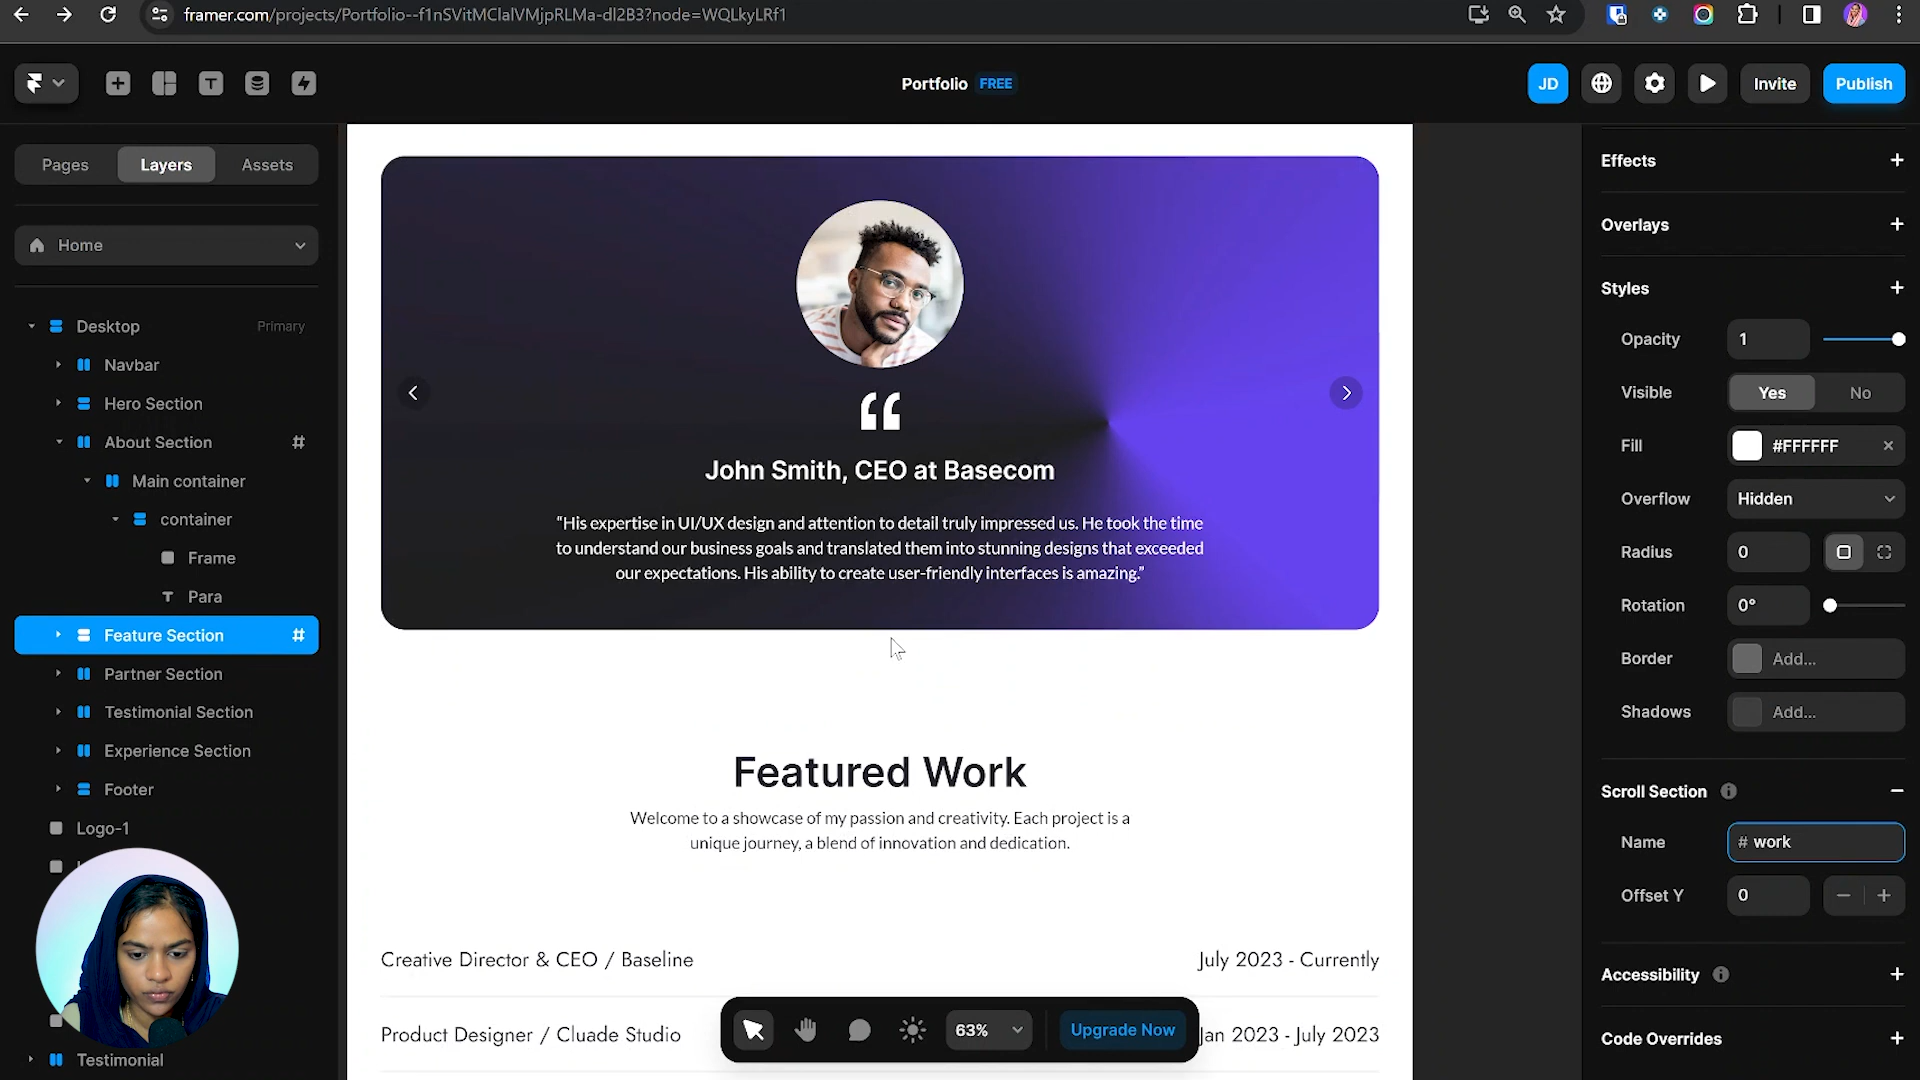 framer.com/projects/Portfolio--f1nSVitMClalVMjpRLMa-dl2B3?node=WQLkyLRf1
Portfolio FREE
JD
Invite
Publish
Pages
Layers
Assets
Home
Desktop
Primary
Navbar
Hero Section
About Section
#
Main container
container
Frame
T Para
Feature Section
#
Partner Section
Testimonial Section
Experience Section
Footer
Logo-1
Testimonial
John Smith, CEO at Basecom
“His expertise in UI/UX design and attention to detail truly impressed us. He took the time
to understand our business goals and translated them into stunning designs that exceeded
our expectations. His ability to create user-friendly interfaces is amazing.”
Featured Work
Welcome to a showcase of my passion and creativity. Each project is a
unique journey, a blend of innovation and dedication.
Creative Director & CEO / Baseline
July 2023 - Currently
Product Designer / Cluade Studio
Jan 2023 - July 2023
63%
Upgrade Now
Effects
Overlays
Styles
Opacity
1
Visible
Yes
No
Fill
#FFFFFF
Overflow
Hidden
Radius
0
Rotation
0°
Border
Add...
Shadows
Add...
Scroll Section
Name
# work
Offset Y
0
Accessibility
Code Overrides